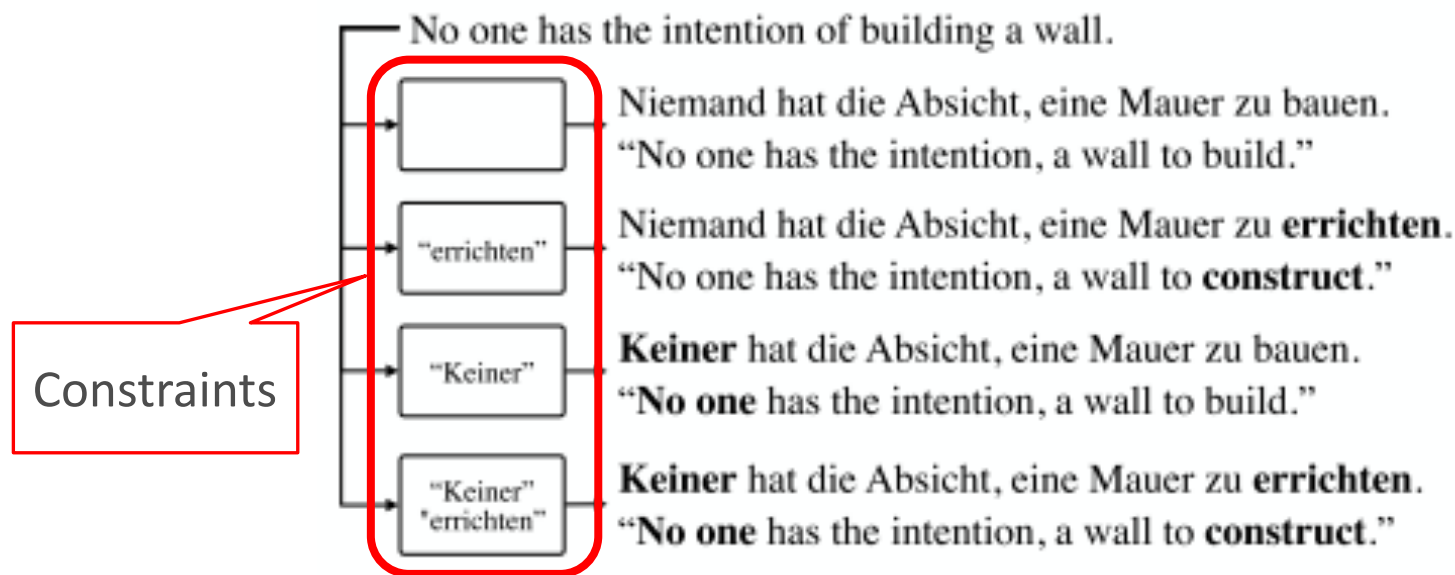 No one has the intention of building a wall.
Niemand hat die Absicht, eine Mauer zu bauen.
“No one has the intention, a wall to build.”
“errichten”
Niemand hat die Absicht, eine Mauer zu errichten.
“No one has the intention, a wall to construct.”
Constraints
“Keiner”
Keiner hat die Absicht, eine Mauer zu bauen.
“No one has the intention, a wall to build.”
“Keiner”
"errichten”
Keiner hat die Absicht, eine Mauer zu errichten.
“No one has the intention, a wall to construct.”